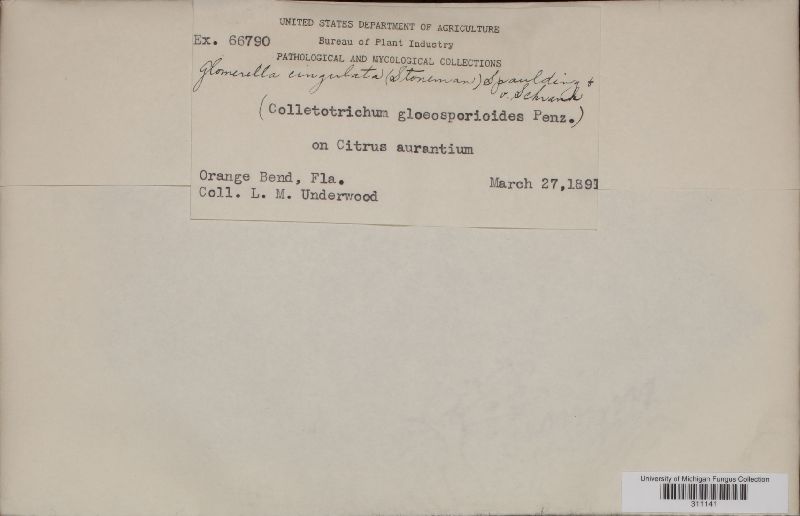 UNITED STATES DEPARTMENT OF AGRICULTURE
Ex. 66790 Bureau of Plant Industry
PATHOLOGICAL AND MYCOLOGICAL COLLECTIONS
Glomerella cingulata (Stoneman) Spaulding &
v. Schrenk
(Colletotrichum gloeosporioides Penz.)
on Citrus aurantium
Orange Bend, Fla. March 27, 1891
Coll. L. M. Underwood
University of Michigan Fungus Collection
311141